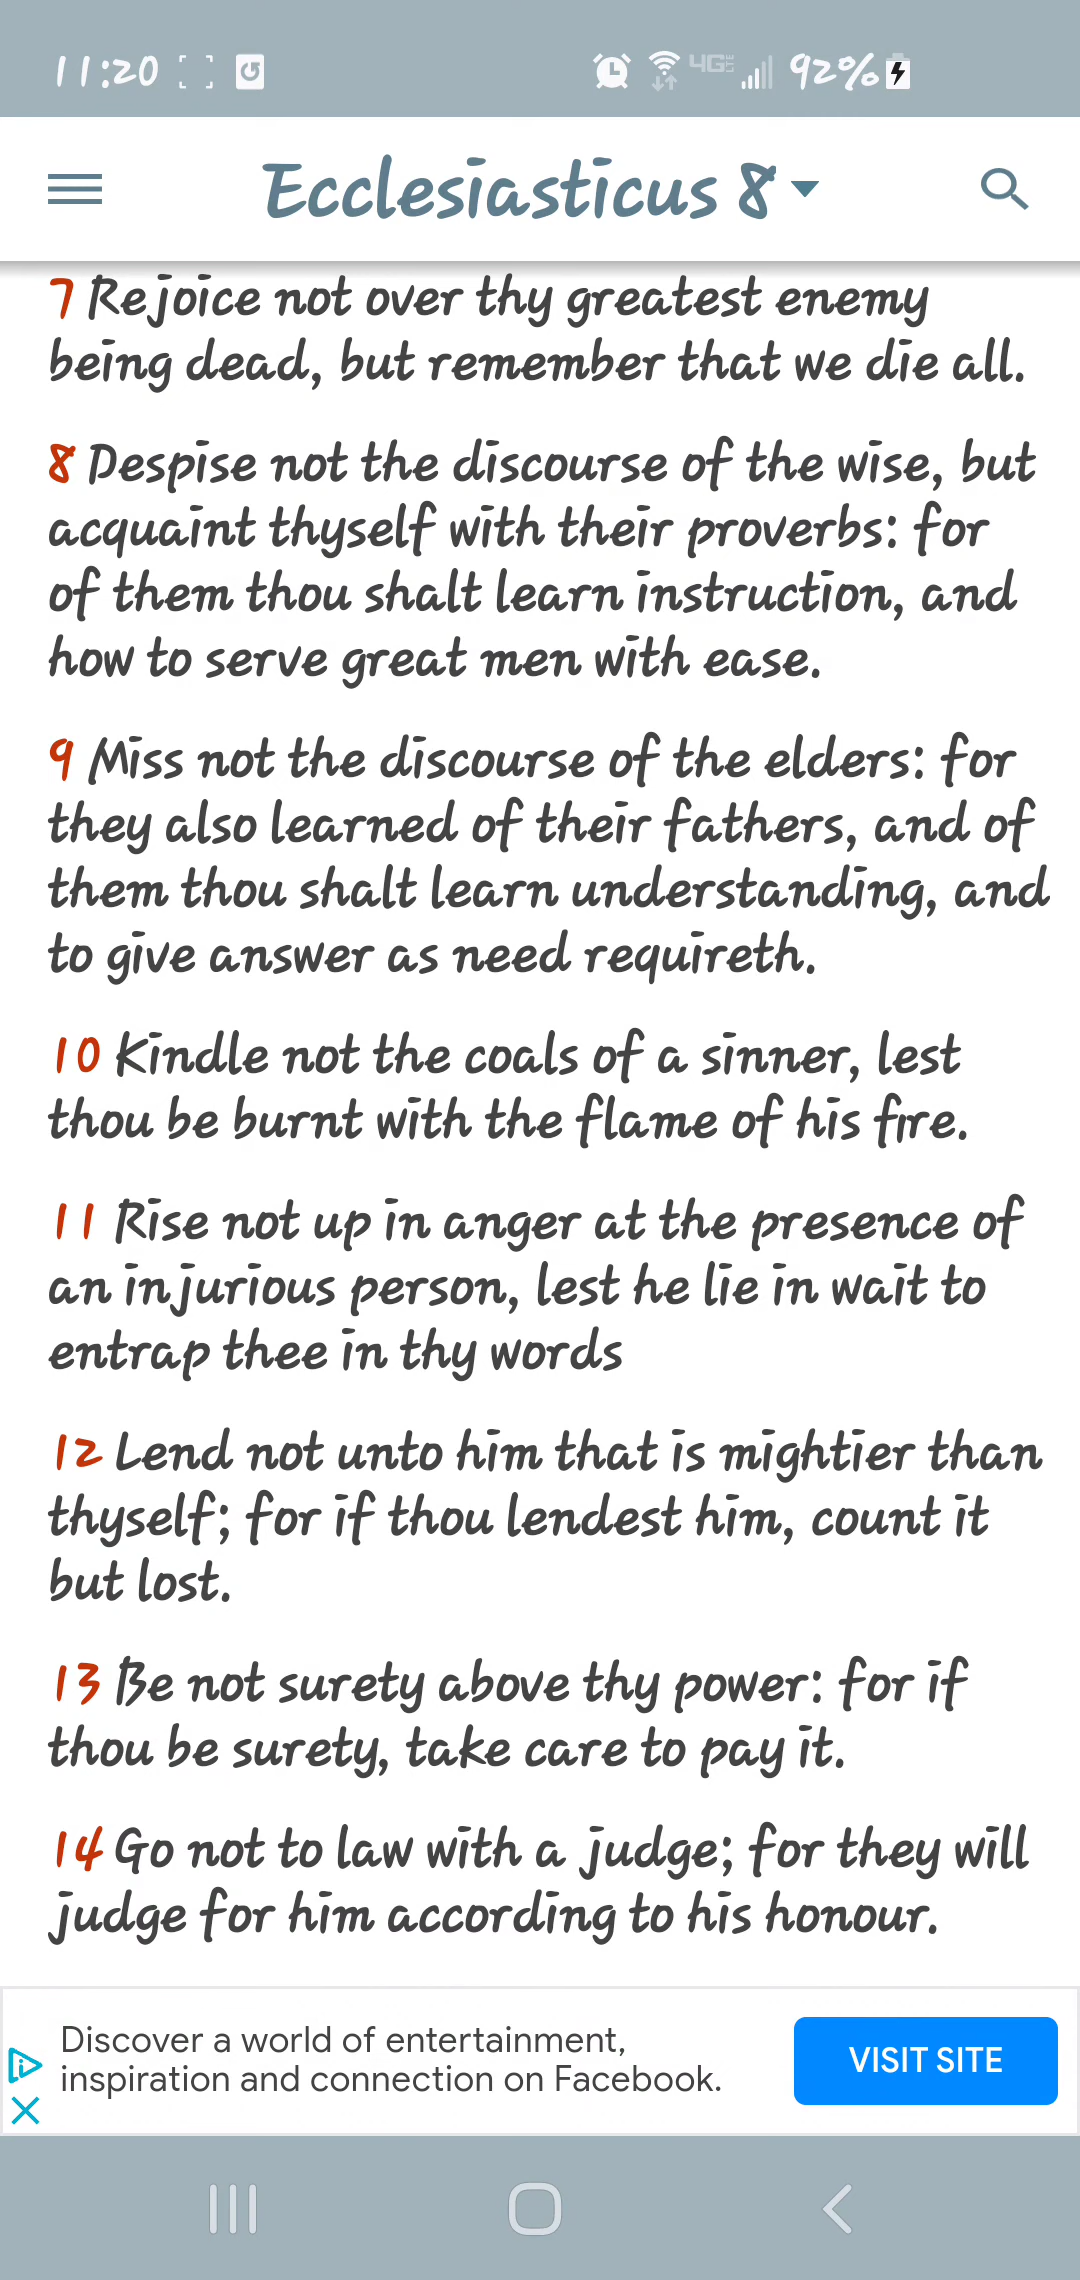 11:20 4G LTE 92%
Ecclesiasticus 8
7 Rejoice not over thy greatest enemy
being dead, but remember that we die all.
8 Despise not the discourse of the wise, but
acquaint thyself with their proverbs: for
of them thou shalt learn instruction, and
how to serve great men with ease.
9 Miss not the discourse of the elders: for
they also learned of their fathers, and of
them thou shalt learn understanding, and
to give answer as need requireth.
10 Kindle not the coals of a sinner, lest
thou be burnt with the flame of his fire.
11 Rise not up in anger at the presence of
an injurious person, lest he lie in wait to
entrap thee in thy words
12 Lend not unto him that is mightier than
thyself; for if thou lendest him, count it
but lost.
13 Be not surety above thy power: for if
thou be surety, take care to pay it.
14 Go not to law with a judge; for they will
judge for him according to his honour.
Discover a world of entertainment,
inspiration and connection on Facebook.
VISIT SITE